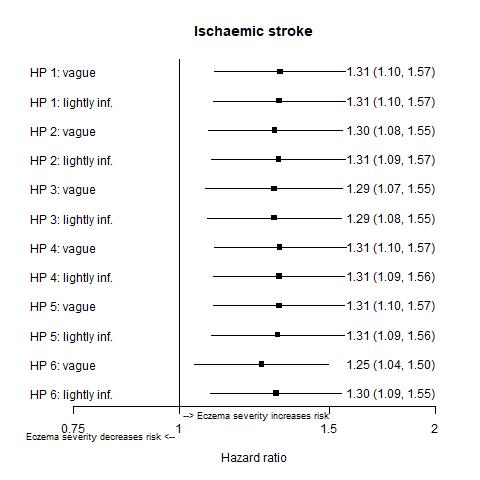 Ischaemic stroke
HP 1: vague 1.31 (1.10, 1.57)
HP 1: lightly inf. 1.31 (1.10, 1.57)
HP 2: vague 1.30 (1.08, 1.55)
HP 2: lightly inf. 1.31 (1.09, 1.57)
HP 3: vague 1.29 (1.07, 1.55)
HP 3: lightly inf. 1.29 (1.08, 1.55)
HP 4: vague 1.31 (1.10, 1.57)
HP 4: lightly inf. 1.31 (1.09, 1.56)
HP 5: vague 1.31 (1.10, 1.57)
HP 5: lightly inf. 1.31 (1.09, 1.56)
HP 6: vague 1.25 (1.04, 1.50)
HP 6: lightly inf. 1.30 (1.09, 1.55)
--> Eczema severity increases risk
0.75 1 1.5 2
Eczema severity decreases risk <--
Hazard ratio